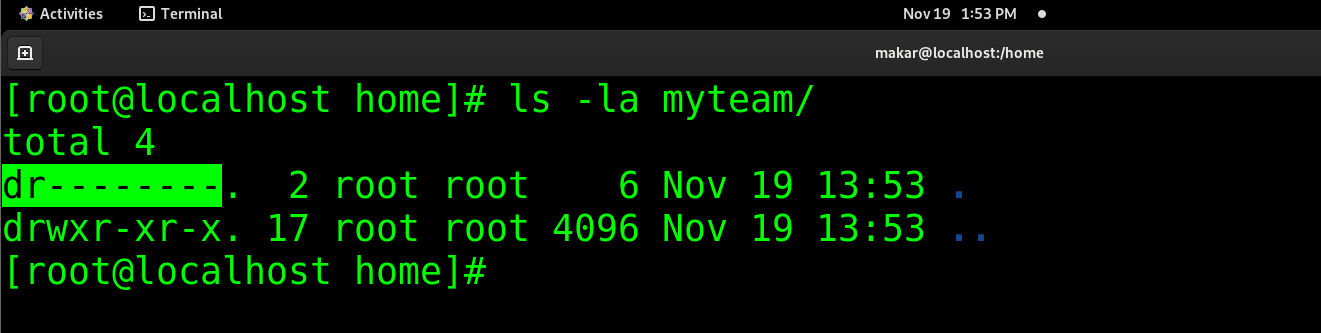 Activities Terminal Nov 19 1:53 PM
makar@localhost:/home
[root@localhost home]# ls -la myteam/
total 4
dr--------. 2 root root 6 Nov 19 13:53 .
drwxr-xr-x. 17 root root 4096 Nov 19 13:53 ..
[root@localhost home]#